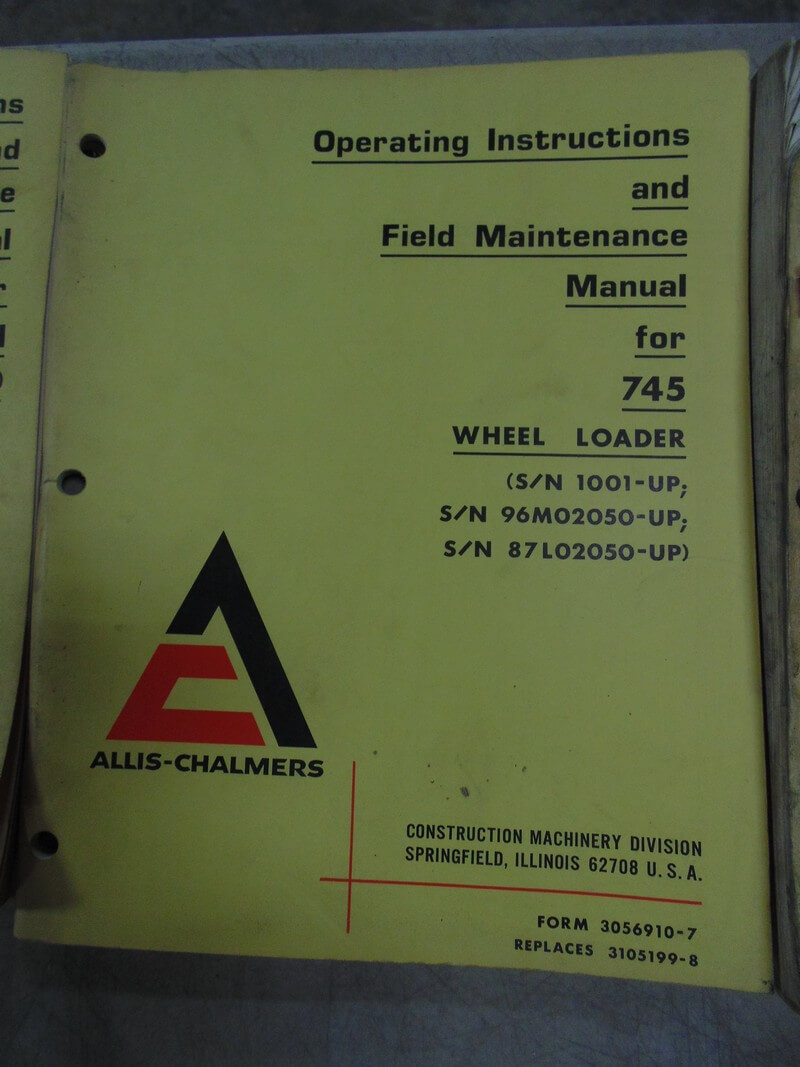 Operating Instructions
and
Field Maintenance
Manual
for
745
WHEEL LOADER
(S/N 1001-UP;
S/N 96M02050-UP;
S/N 87L02050-UP)
ALLIS-CHALMERS
CONSTRUCTION MACHINERY DIVISION
SPRINGFIELD, ILLINOIS 62708 U.S.A.
FORM 3056910-7
REPLACES 3105199-8